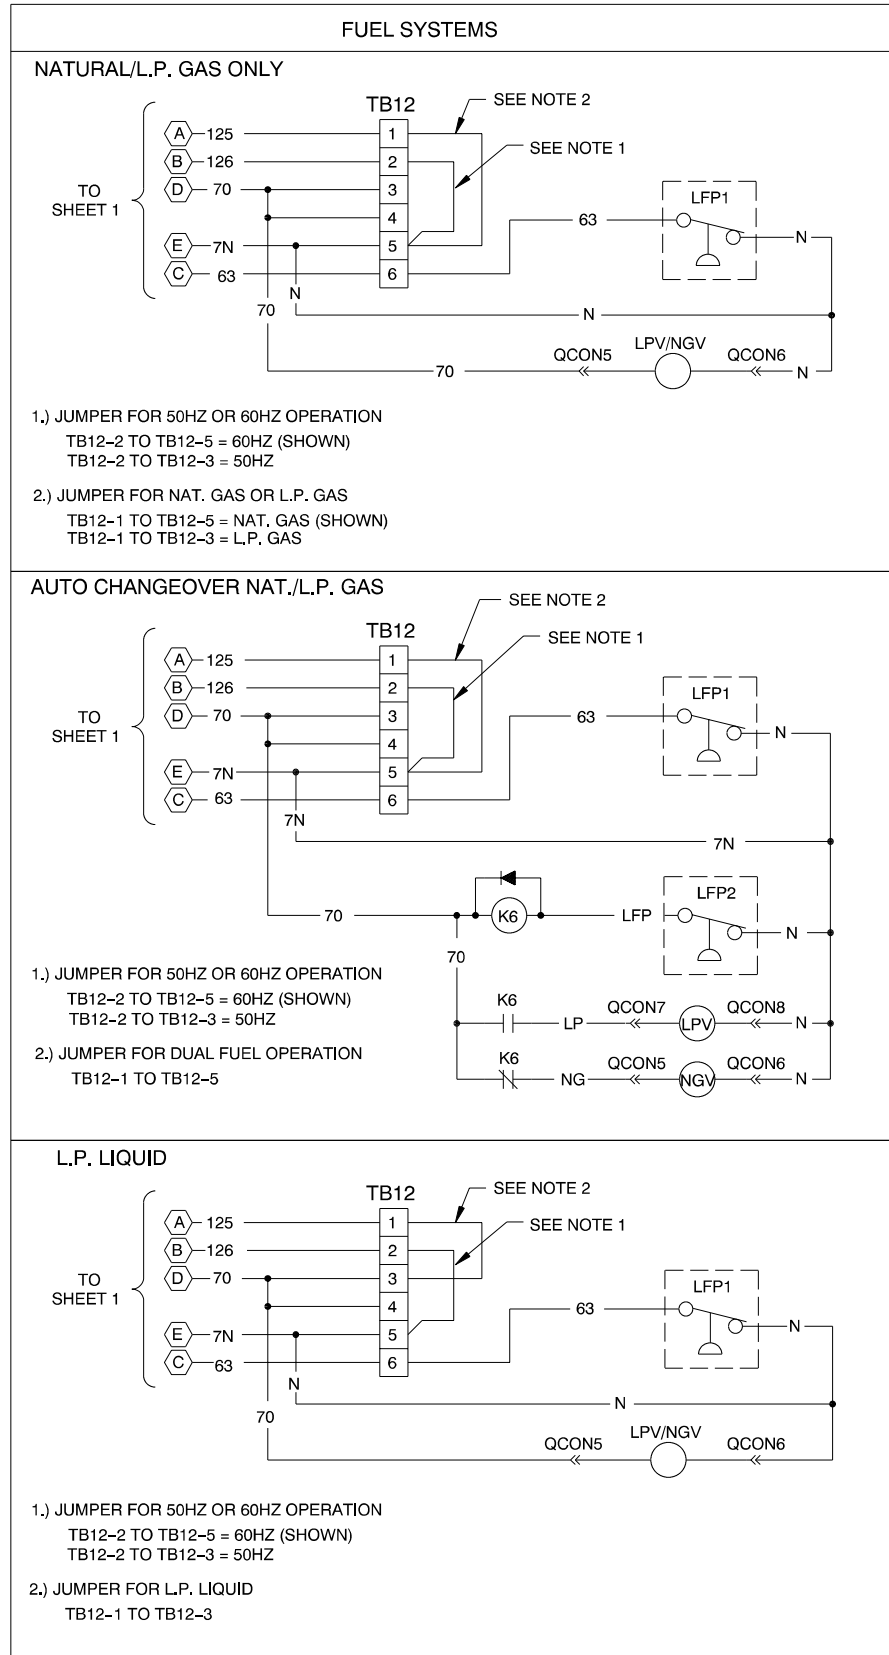 FUEL SYSTEMS
NATURAL/L.P. GAS ONLY
TB12
SEE NOTE 2
SEE NOTE 1
TO
SHEET 1
A 125 1
B 126 2
D 70 3
4
E 7N 5
C 63 6
63
LFP1
N
N
70
N
70
QCON5
LPV/NGV
QCON6
N
1.) JUMPER FOR 50HZ OR 60HZ OPERATION
TB12-2 TO TB12-5 = 60HZ (SHOWN)
TB12-2 TO TB12-3 = 50HZ
2.) JUMPER FOR NAT. GAS OR L.P. GAS
TB12-1 TO TB12-5 = NAT. GAS (SHOWN)
TB12-1 TO TB12-3 = L.P. GAS
AUTO CHANGEOVER NAT./L.P. GAS
TB12
SEE NOTE 2
SEE NOTE 1
TO
SHEET 1
A 125 1
B 126 2
D 70 3
4
E 7N 5
C 63 6
63
LFP1
N
7N
7N
70
K6
LFP
LFP2
N
70
K6
LP
QCON7
LPV
QCON8
N
K6
NG
QCON5
NGV
QCON6
N
1.) JUMPER FOR 50HZ OR 60HZ OPERATION
TB12-2 TO TB12-5 = 60HZ (SHOWN)
TB12-2 TO TB12-3 = 50HZ
2.) JUMPER FOR DUAL FUEL OPERATION
TB12-1 TO TB12-5
L.P. LIQUID
TB12
SEE NOTE 2
SEE NOTE 1
TO
SHEET 1
A 125 1
B 126 2
D 70 3
4
E 7N 5
C 63 6
63
LFP1
N
N
N
70
QCON5
LPV/NGV
QCON6
1.) JUMPER FOR 50HZ OR 60HZ OPERATION
TB12-2 TO TB12-5 = 60HZ (SHOWN)
TB12-2 TO TB12-3 = 50HZ
2.) JUMPER FOR L.P. LIQUID
TB12-1 TO TB12-3